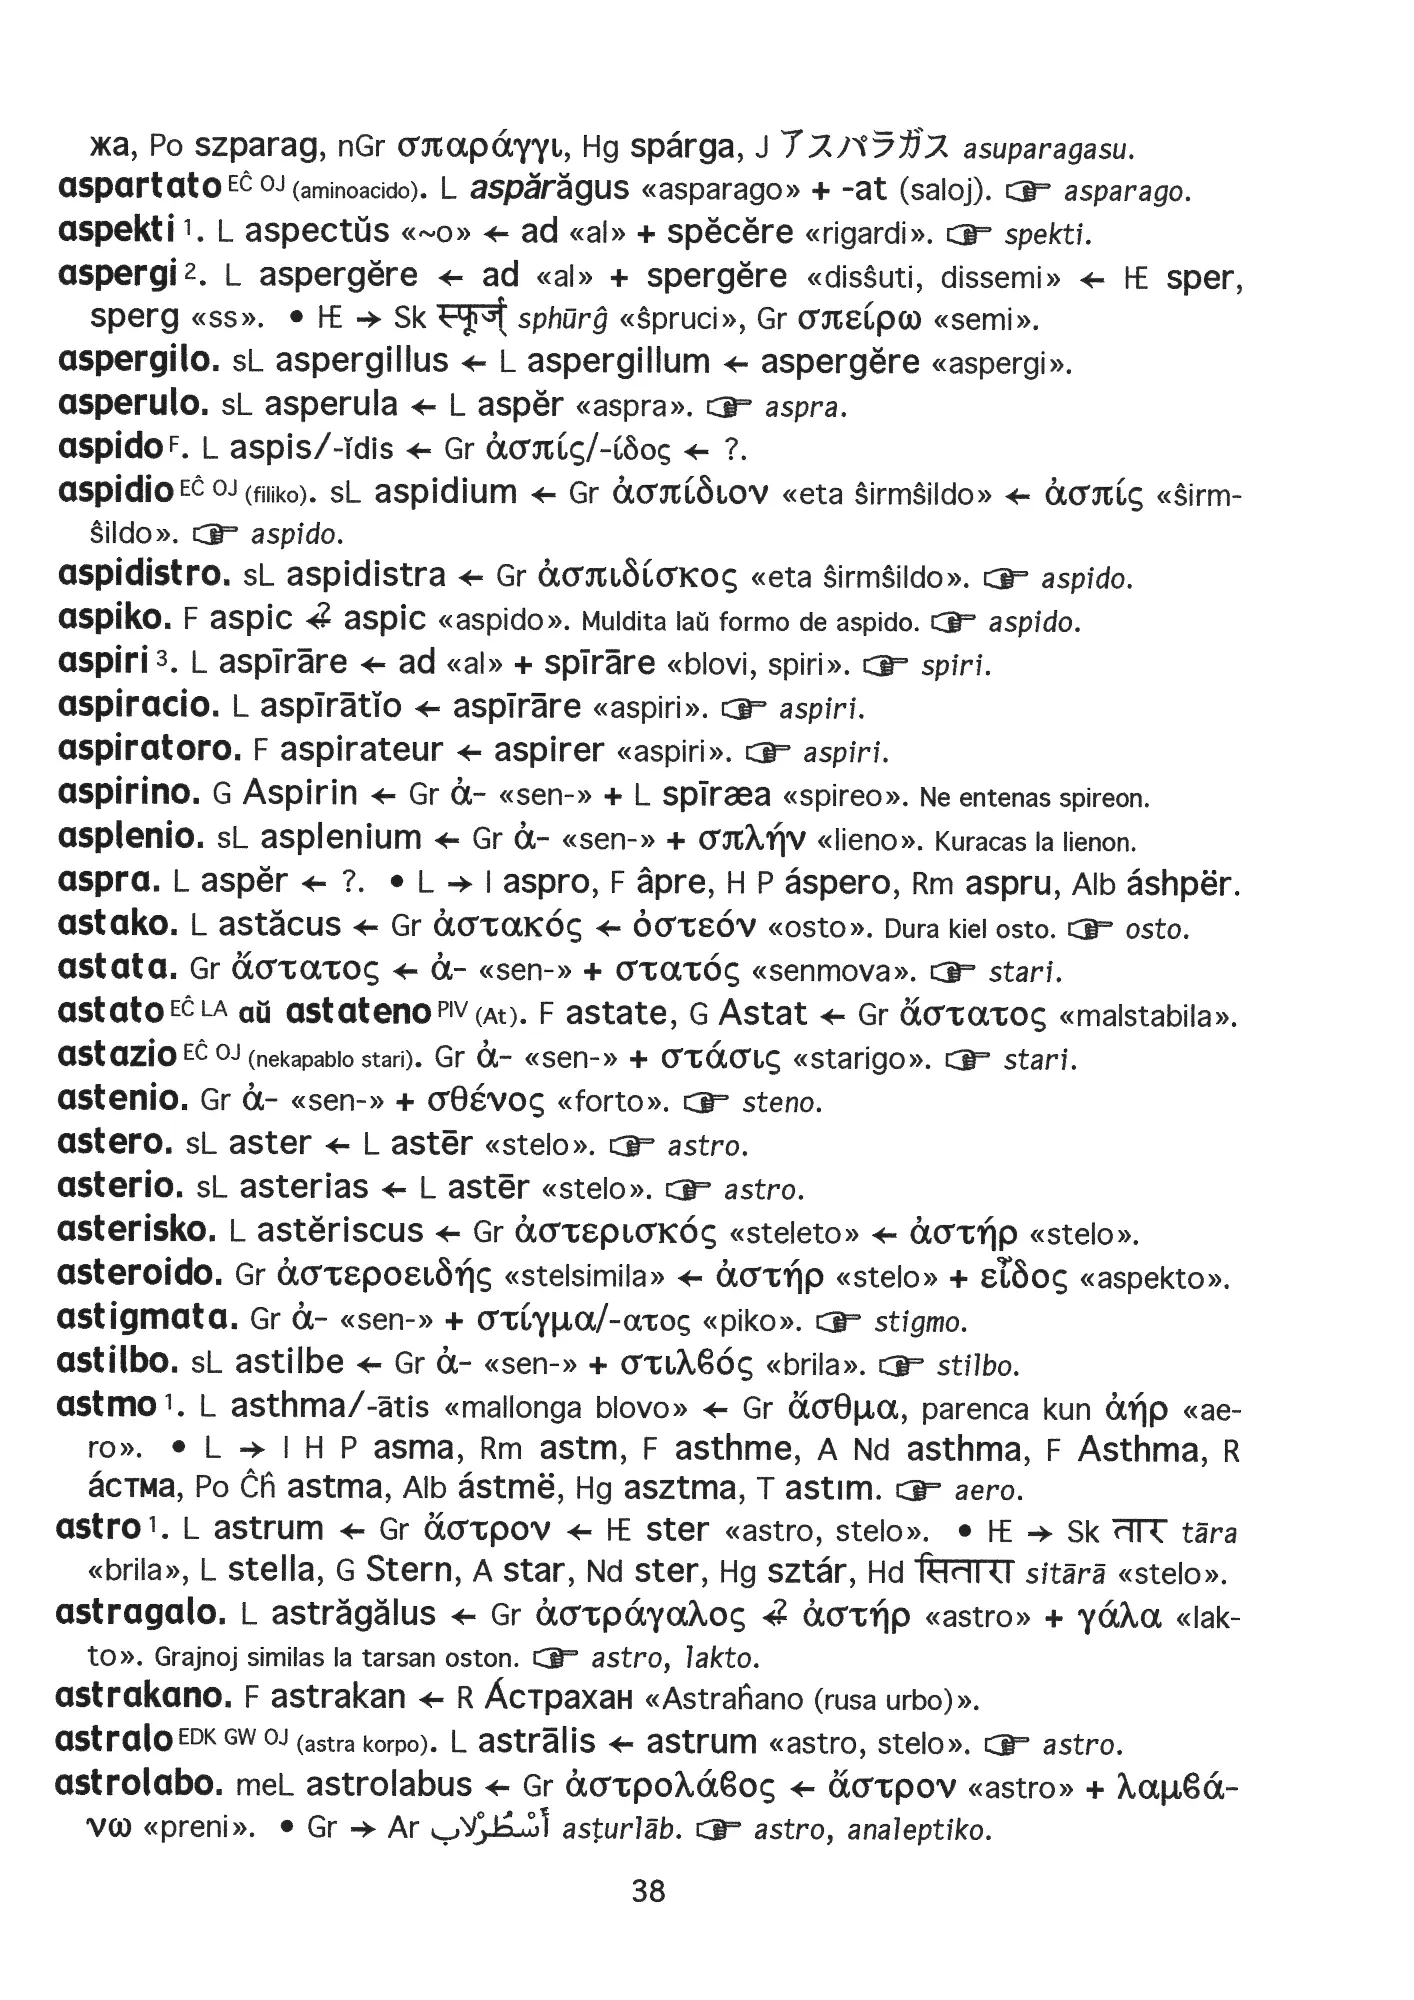 жа, Po szparag, nGr σπαράγγι, Hg spárga, J アスパラガス asuparagasu.
aspartato EĈ OJ (aminoacido). L aspărăgus «asparago» + -at (saloj). ☞ asparago.
aspekti 1. L aspectŭs «~o» ← ad «al» + spĕcĕre «rigardi». ☞ spekti.
aspergi 2. L aspergĕre ← ad «al» + spergĕre «disŝuti, dissemi» ← HE sper,
sperg «ss». • HE → Sk स्फूर्ज् sphūrĝ «ŝpruci», Gr σπείρω «semi».
aspergilo. sL aspergillus ← L aspergillum ← aspergĕre «aspergi».
asperulo. sL asperula ← L aspĕr «aspra». ☞ aspra.
aspido F. L aspis/-ĭdis ← Gr ἀσπίς/-ίδος ← ?.
aspidio EĈ OJ (filiko). sL aspidium ← Gr ἀσπίδιον «eta ŝirmŝildo» ← ἀσπίς «ŝirm-
ŝildo». ☞ aspido.
aspidistro. sL aspidistra ← Gr ἀσπιδίσκος «eta ŝirmŝildo». ☞ aspido.
aspiko. F aspic ←? aspic «aspido». Muldita laŭ formo de aspido. ☞ aspido.
aspiri 3. L aspīrāre ← ad «al» + spīrāre «blovi, spiri». ☞ spiri.
aspiracio. L aspīrātĭo ← aspīrāre «aspiri». ☞ aspiri.
aspiratoro. F aspirateur ← aspirer «aspiri». ☞ aspiri.
aspirino. G Aspirin ← Gr ἀ- «sen-» + L spīræa «spireo». Ne entenas spireon.
asplenio. sL asplenium ← Gr ἀ- «sen-» + σπλήν «lieno». Kuracas la lienon.
aspra. L aspĕr ← ?. • L → I aspro, F âpre, H P áspero, Rm aspru, Alb áshpër.
astako. L astăcus ← Gr ἀστακός ← ὀστεόν «osto». Dura kiel osto. ☞ osto.
astata. Gr ἄστατος ← ἀ- «sen-» + στατός «senmova». ☞ stari.
astato EĈ LA aŭ astateno PIV (At). F astate, G Astat ← Gr ἄστατος «malstabila».
astazio EĈ OJ (nekapablo stari). Gr ἀ- «sen-» + στάσις «starigo». ☞ stari.
astenio. Gr ἀ- «sen-» + σθένος «forto». ☞ steno.
astero. sL aster ← L astēr «stelo». ☞ astro.
asterio. sL asterias ← L astēr «stelo». ☞ astro.
asterisko. L astĕriscus ← Gr ἀστερισκός «steleto» ← ἀστήρ «stelo».
asteroido. Gr ἀστεροειδής «stelsimila» ← ἀστήρ «stelo» + εἶδος «aspekto».
astigmata. Gr ἀ- «sen-» + στίγμα/-ατος «piko». ☞ stigmo.
astilbo. sL astilbe ← Gr ἀ- «sen-» + στιλϐός «brila». ☞ stilbo.
astmo 1. L asthma/-ātis «mallonga blovo» ← Gr ἄσθμα, parenca kun ἀήρ «ae-
ro». • L → I H P asma, Rm astm, F asthme, A Nd asthma, F Asthma, R
áстма, Po Ĉĥ astma, Alb ástmë, Hg asztma, T astım. ☞ aero.
astro 1. L astrum ← Gr ἄστρον ← HE ster «astro, stelo». • HE → Sk तार tāra
«brila», L stella, G Stern, A star, Nd ster, Hg sztár, Hd सितारा sitārā «stelo».
astragalo. L astrăgălus ← Gr ἀστράγαλος ←? ἀστήρ «astro» + γάλα «lak-
to». Grajnoj similas la tarsan oston. ☞ astro, lakto.
astrakano. F astrakan ← R Áстрахан «Astraĥano (rusa urbo)».
astralo EDK GW OJ (astra korpo). L astrālis ← astrum «astro, stelo». ☞ astro.
astrolabo. meL astrolabus ← Gr ἀστρολάϐος ← ἄστρον «astro» + λαμϐά-
νω «preni». • Gr → Ar أَسْطُرْلاب asṭurlāb. ☞ astro, analeptiko.
38